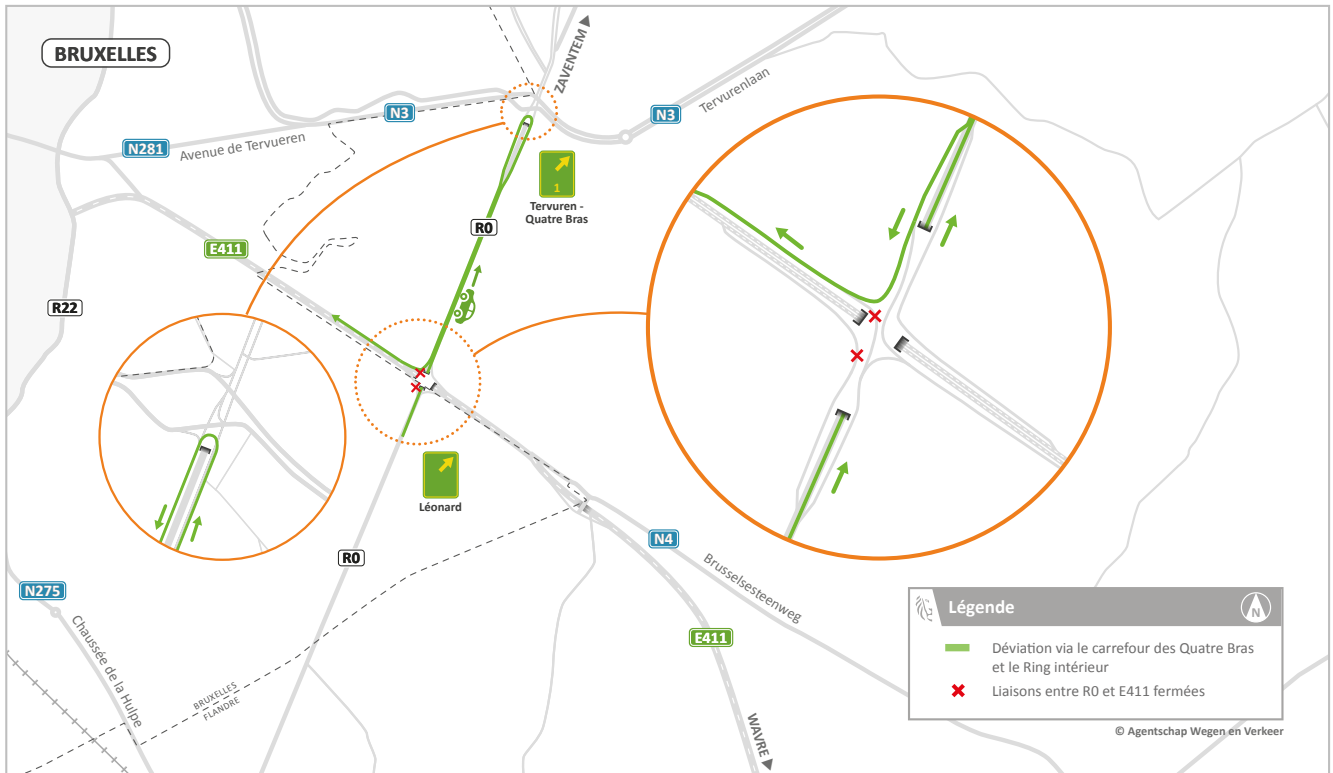 BRUXELLES
ZAVENTEM
N3
N3
Tervurenlaan
N281
Avenue de Tervueren
1
Tervuren -
Quatre Bras
R0
E411
R22
Léonard
R0
N4
Brusselsesteenweg
N275
Chaussée de la Hulpe
E411
BRUXELLES
FLANDRE
WAVRE
Légende
N
Déviation via le carrefour des Quatre Bras
et le Ring intérieur
Liaisons entre R0 et E411 fermées
© Agentschap Wegen en Verkeer